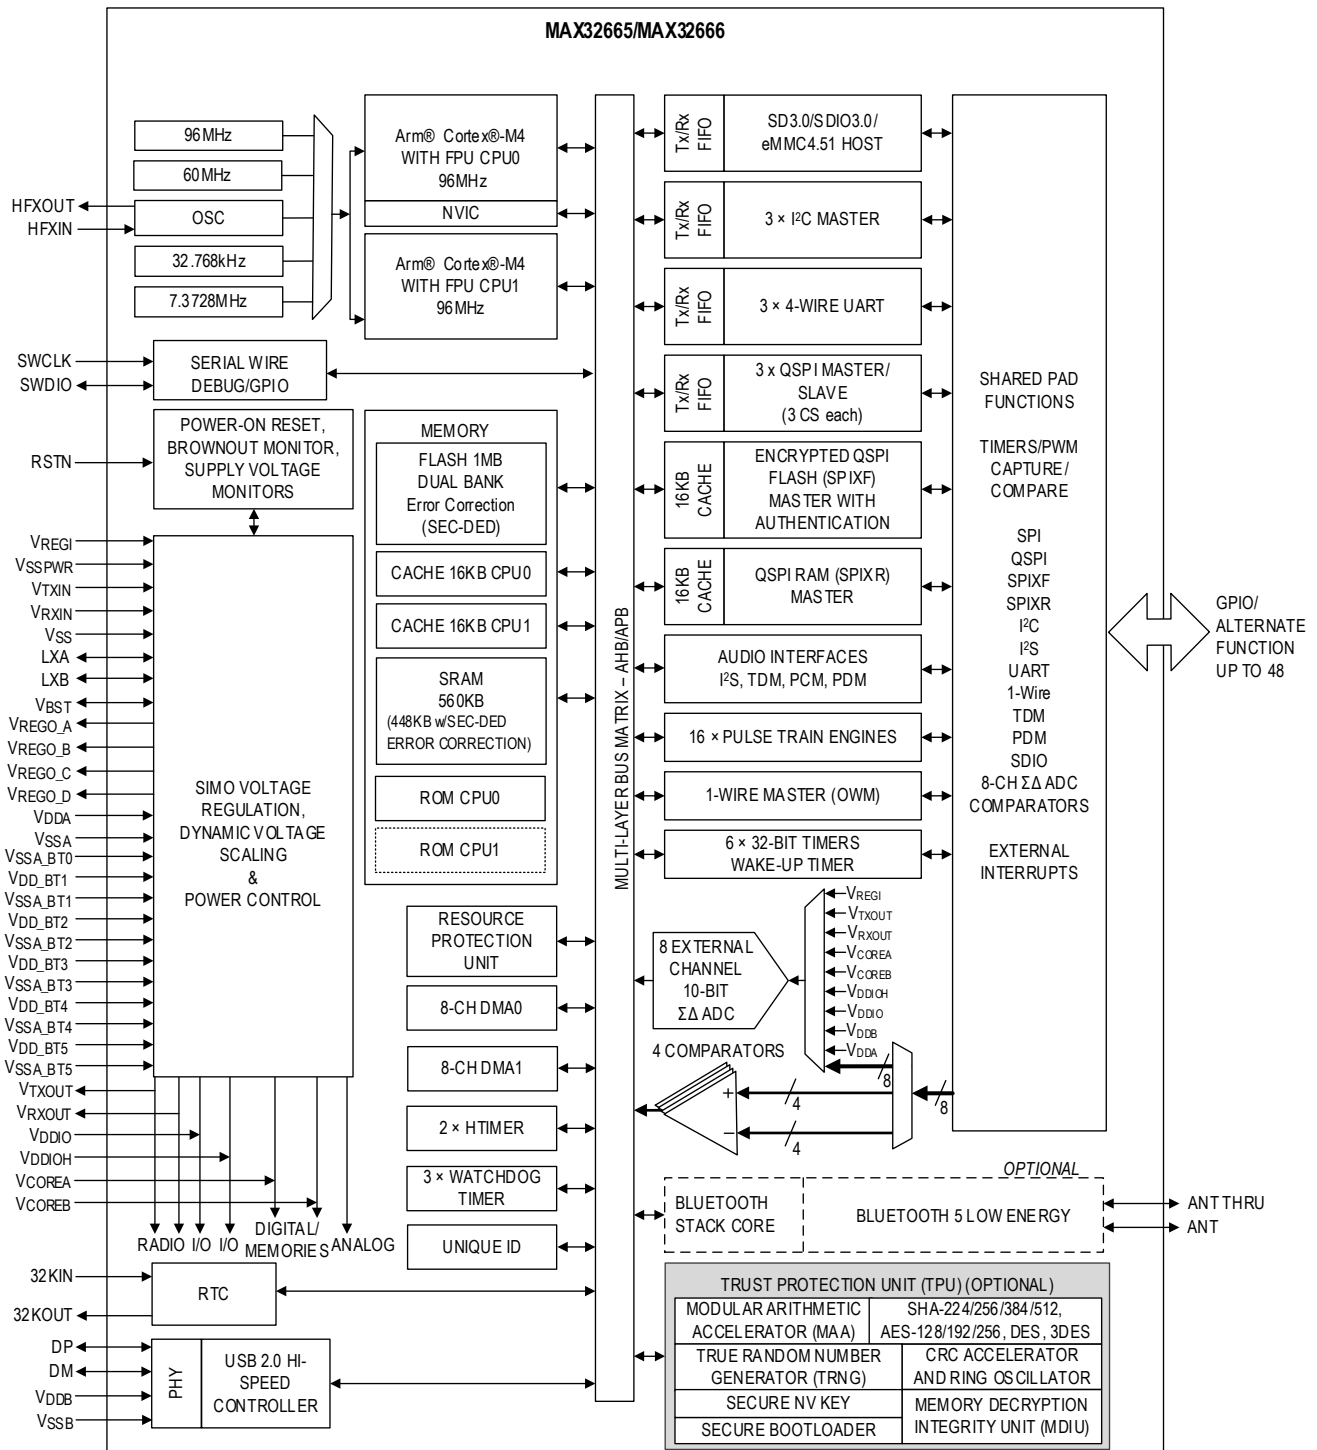 MAX32665/MAX32666
96MHz
60MHz
OSC
32.768kHz
7.3728MHz
HFXOUT
HFXIN
Arm® Cortex®-M4
WITH FPU CPU0
96MHz
NVIC
Arm® Cortex®-M4
WITH FPU CPU1
96MHz
SWCLK
SWDIO
SERIAL WIRE
DEBUG/GPIO
RSTN
POWER-ON RESET,
BROWNOUT MONITOR,
SUPPLY VOLTAGE
MONITORS
VREGI
VSSPWR
VTXIN
VRXIN
VSS
LXA
LXB
VBST
VREGO_A
VREGO_B
VREGO_C
VREGO_D
VDDA
VSSA
VSSA_BT0
VDD_BT1
VSSA_BT1
VDD_BT2
VSSA_BT2
VDD_BT3
VSSA_BT3
VDD_BT4
VSSA_BT4
VDD_BT5
VSSA_BT5
VTXOUT
VRXOUT
VDDIO
VDDIOH
VCOREA
VCOREB
SIMO VOLTAGE
REGULATION,
DYNAMIC VOLTAGE
SCALING
&
POWER CONTROL
RADIO
I/O
I/O
DIGITAL/
MEMORIES
ANALOG
32KIN
32KOUT
RTC
DP
DM
VDDB
VSSB
PHY
USB 2.0 HI-
SPEED
CONTROLLER
MEMORY
FLASH 1MB
DUAL BANK
Error Correction
(SEC-DED)
CACHE 16KB CPU0
CACHE 16KB CPU1
SRAM
560KB
(448KB w/SEC-DED
ERROR CORRECTION)
ROM CPU0
ROM CPU1
RESOURCE
PROTECTION
UNIT
8-CH DMA0
8-CH DMA1
2 × HTIMER
3 × WATCHDOG
TIMER
UNIQUE ID
MULTI-LAYER BUS MATRIX – AHB/APB
Tx/Rx
FIFO
SD3.0/SDIO3.0/
eMMC4.51 HOST
Tx/Rx
FIFO
3 × I²C MASTER
Tx/Rx
FIFO
3 × 4-WIRE UART
Tx/Rx
FIFO
3 x QSPI MASTER/
SLAVE
(3 CS each)
16KB
CACHE
ENCRYPTED QSPI
FLASH (SPIXF)
MASTER WITH
AUTHENTICATION
16KB
CACHE
QSPI RAM (SPIXR)
MASTER
AUDIO INTERFACES
I²S, TDM, PCM, PDM
16 × PULSE TRAIN ENGINES
1-WIRE MASTER (OWM)
6 × 32-BIT TIMERS
WAKE-UP TIMER
8 EXTERNAL
CHANNEL
10-BIT
ΣΔ ADC
VREGI
VTXOUT
VRXOUT
VCOREA
VCOREB
VDDIOH
VDDIO
VDDB
VDDA
8
4 COMPARATORS
+
4
8
–
4
SHARED PAD
FUNCTIONS
TIMERS/PWM
CAPTURE/
COMPARE
SPI
QSPI
SPIXF
SPIXR
I²C
I²S
UART
1-Wire
TDM
PDM
SDIO
8-CH ΣΔ ADC
COMPARATORS
EXTERNAL
INTERRUPTS
GPIO/
ALTERNATE
FUNCTION
UP TO 48
OPTIONAL
BLUETOOTH
STACK CORE
BLUETOOTH 5 LOW ENERGY
ANT THRU
ANT
TRUST PROTECTION UNIT (TPU) (OPTIONAL)
MODULAR ARITHMETIC
ACCELERATOR (MAA)
SHA-224/256/384/512,
AES-128/192/256, DES, 3DES
TRUE RANDOM NUMBER
GENERATOR (TRNG)
CRC ACCELERATOR
AND RING OSCILLATOR
SECURE NV KEY
SECURE BOOTLOADER
MEMORY DECRYPTION
INTEGRITY UNIT (MDIU)